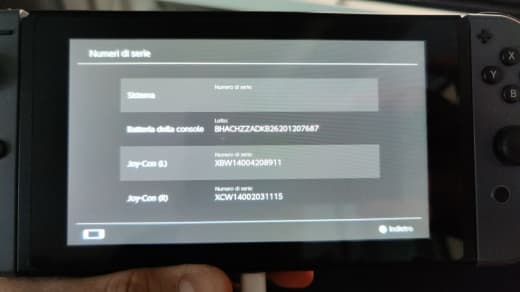 Numeri di serie
Numero di serie
Sistema
Lotto:
Batteria della console BHACHZZADKB26201207687
Numero di serie
Joy-Con (L) XBW14004208911
Numero di serie
Joy-Con (R) XCW14002031115
Indietro
X
Y
B